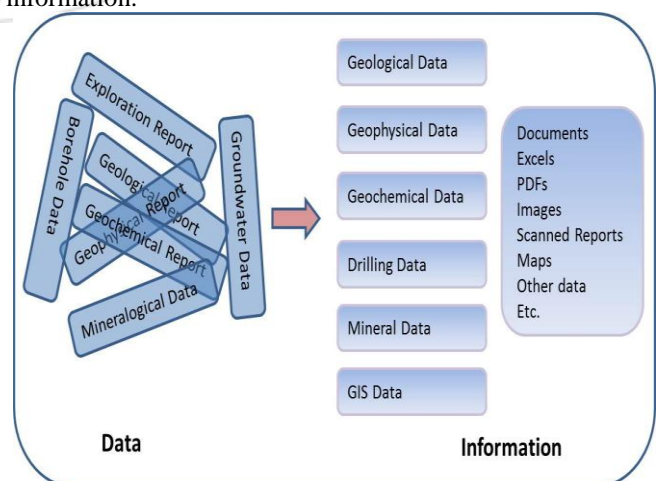 information.
Exploration Report
Borehole Data
Geological Report
Geophytical Report
Geochemical Report
Mineralogical Data
Groundwater Data
Geological Data
Geophysical Data
Geochemical Data
Drilling Data
Mineral Data
GIS Data
Documents
Excels
PDFs
Images
Scanned Reports
Maps
Other data
Etc.
Data
Information